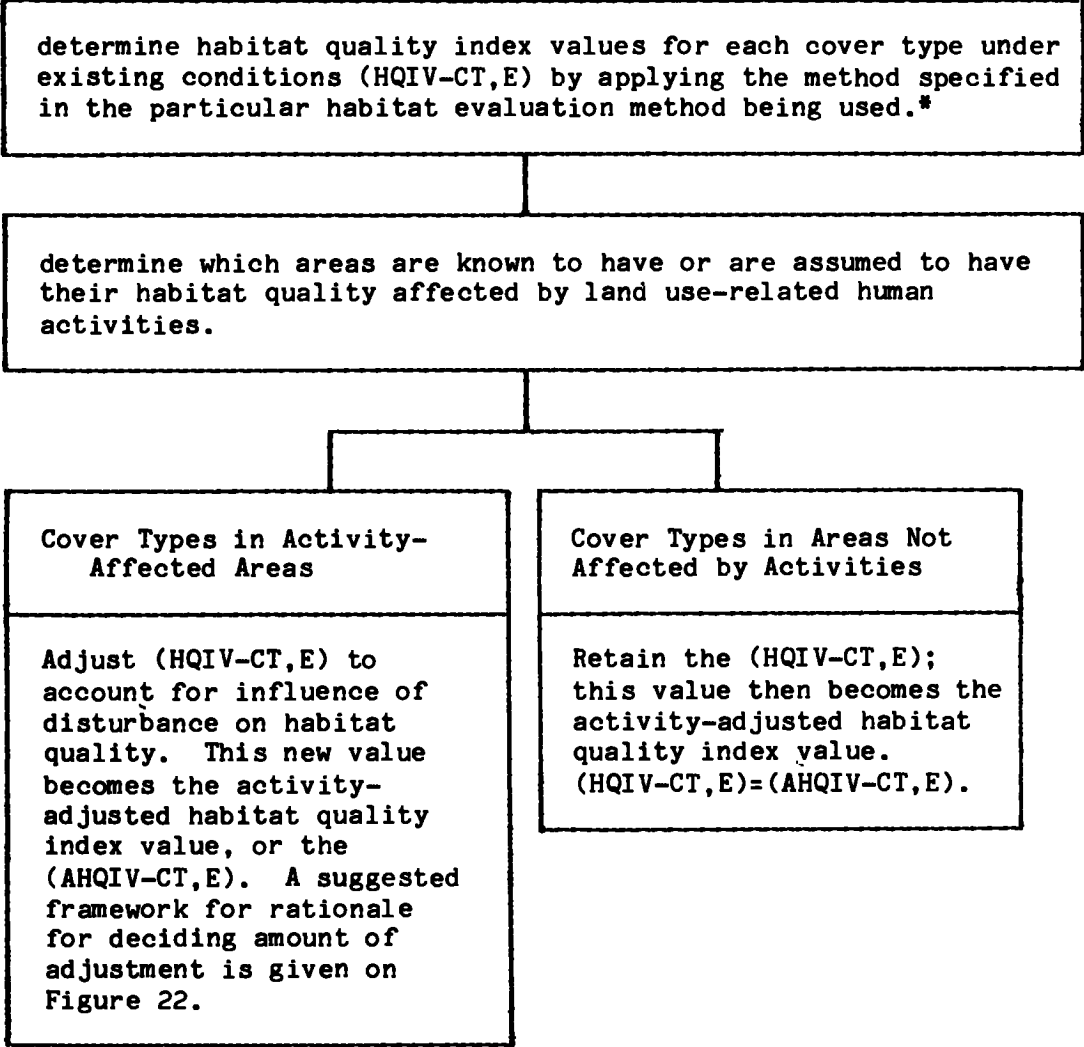 determine habitat quality index values for each cover type under
existing conditions (HQIV-CT,E) by applying the method specified
in the particular habitat evaluation method being used.*
determine which areas are known to have or are assumed to have
their habitat quality affected by land use-related human
activities.
Cover Types in Activity-
Affected Areas
Adjust (HQIV-CT,E) to
account for influence of
disturbance on habitat
quality. This new value
becomes the activity-
adjusted habitat quality
index value, or the
(AHQIV-CT,E). A suggested
framework for rationale
for deciding amount of
adjustment is given on
Figure 22.
Cover Types in Areas Not
Affected by Activities
Retain the (HQIV-CT,E);
this value then becomes the
activity-adjusted habitat
quality index value.
(HQIV-CT,E)=(AHQIV-CT,E).